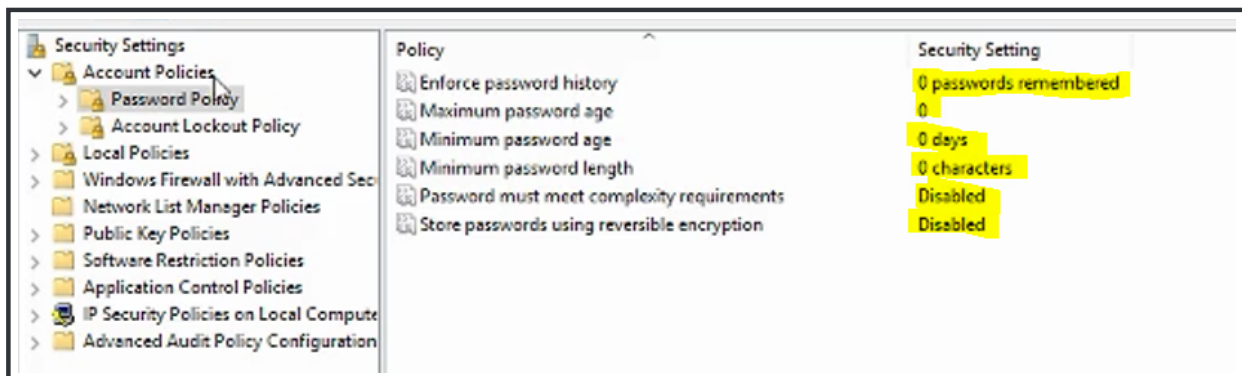 Security Settings
Account Policies
Password Policy
Account Lockout Policy
Local Policies
Windows Firewall with Advanced Secu
Network List Manager Policies
Public Key Policies
Software Restriction Policies
Application Control Policies
IP Security Policies on Local Compute
Advanced Audit Policy Configuration
Policy Security Setting
Enforce password history 0 passwords remembered
Maximum password age 0
Minimum password age 0 days
Minimum password length 0 characters
Password must meet complexity requirements Disabled
Store passwords using reversible encryption Disabled